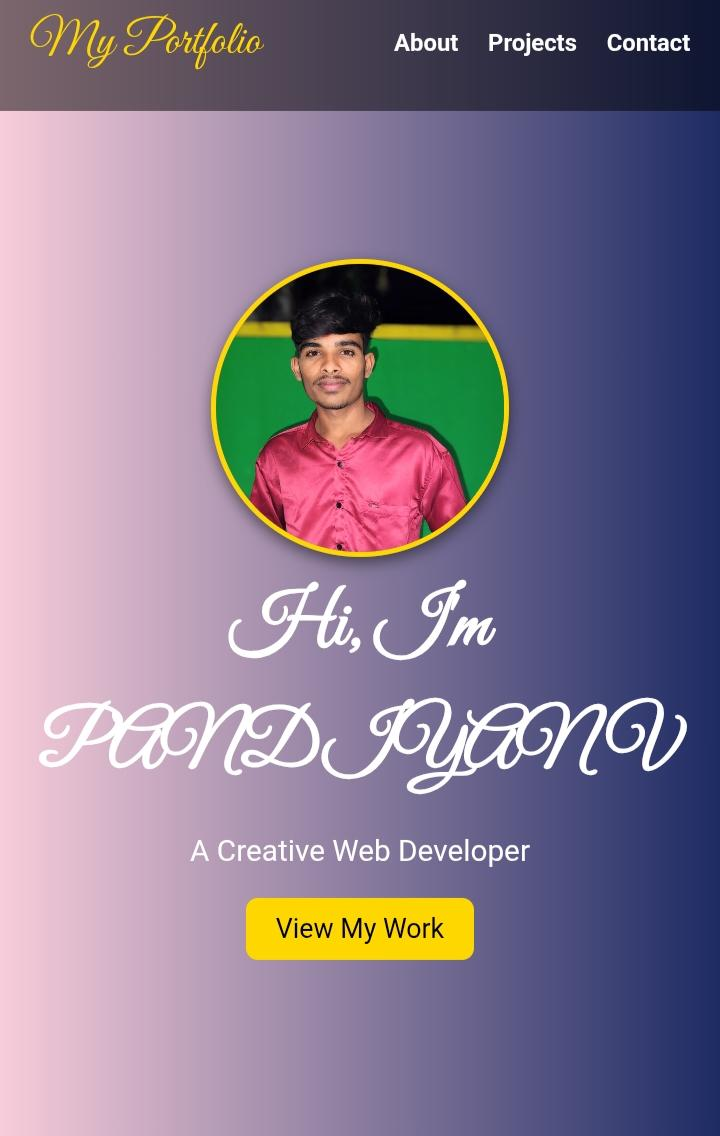 My Portfolio
About Projects Contact
Hi, I'm
PANDIYAN V
A Creative Web Developer
View My Work